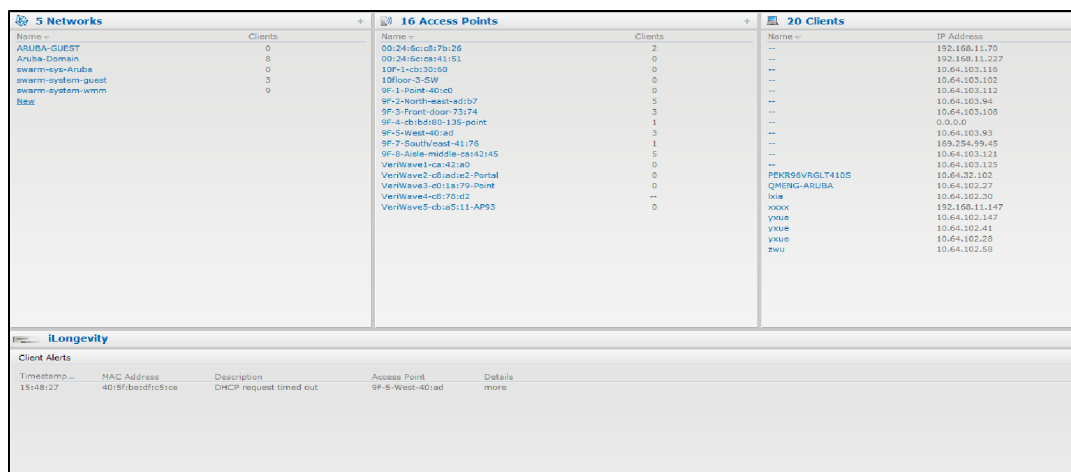 5 Networks +
Name Clients
ARUBA-GUEST 0
Aruba-Domain 8
swarm-sys-Aruba 0
swarm-system-guest 3
swarm-system-wmm 9
New
16 Access Points +
Name Clients
00:24:6c:c8:7b:26 2
00:24:6c:ca:41:51 0
10F-1-cb:30:60 0
10floor-3-SW 0
9F-1-Point-40:c0 0
9F-2-North-east-ad:b7 5
9F-3-Front-door-73:74 3
9F-4-cb:bd:80-135-point 1
9F-5-West-40:ad 3
9F-7-South/east-41:76 1
9F-8-Aisle-middle-ca:42:45 5
VeriWave1-ca:42:a0 0
VeriWave2-c8:ad:e2-Portal 0
VeriWave3-c0:1a:79-Point 0
VeriWave4-c8:78:d2 --
VeriWave5-cb:a5:11-AP93 0
20 Clients
Name IP Address
-- 192.168.11.70
-- 192.168.11.227
-- 10.64.103.116
-- 10.64.103.102
-- 10.64.103.112
-- 10.64.103.94
-- 10.64.103.108
-- 0.0.0.0
-- 10.64.103.93
-- 169.254.99.45
-- 10.64.103.121
-- 10.64.103.125
PEKR96VRGLT4105 10.64.32.102
QMENG-ARUBA 10.64.102.27
lxia 10.64.102.30
xxxx 192.168.11.147
yxue 10.64.102.147
yxue 10.64.102.41
yxue 10.64.102.28
zwu 10.64.102.58
iLongevity
Client Alerts
Timestamp MAC Address Description Access Point Details
15:48:27 40:5f:be:df:c5:ce DHCP request timed out 9F-5-West-40:ad more